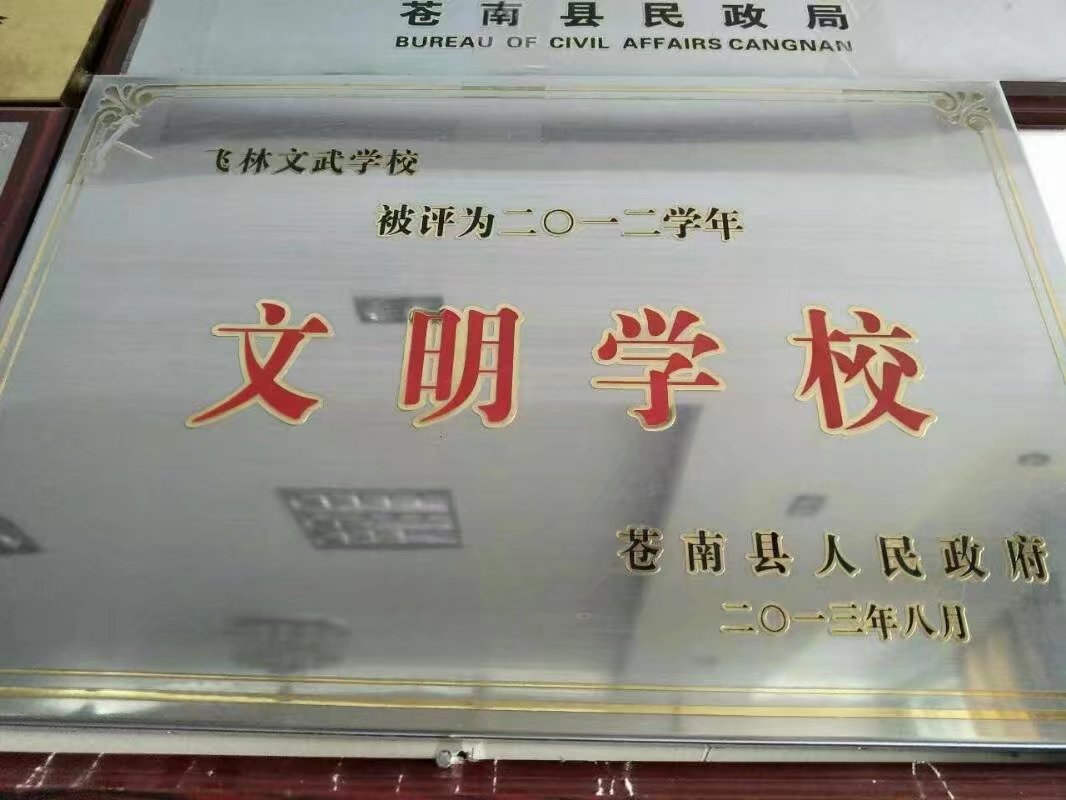 苍南县民政局
BUREAU OF CIVIL AFFAIRS CANGNAN
飞林文武学校
被评为二〇一二学年
文明学校
苍南县人民政府
二〇一三年八月